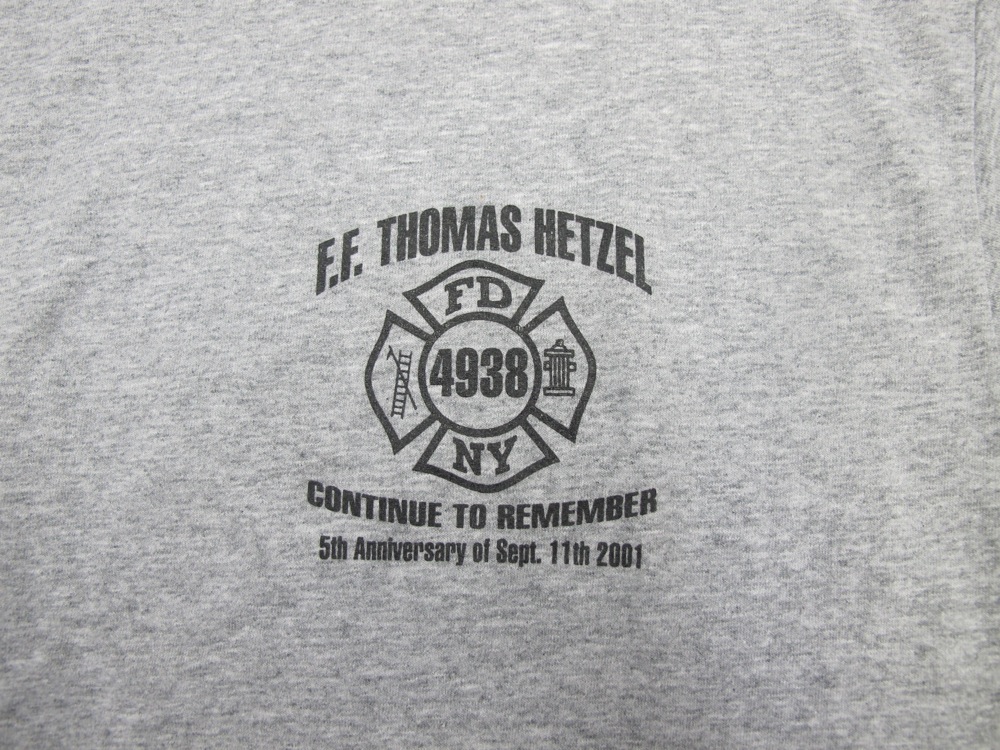 F.F. THOMAS HETZEL
FD
4938
NY
CONTINUE TO REMEMBER
5th Anniversary of Sept. 11th 2001